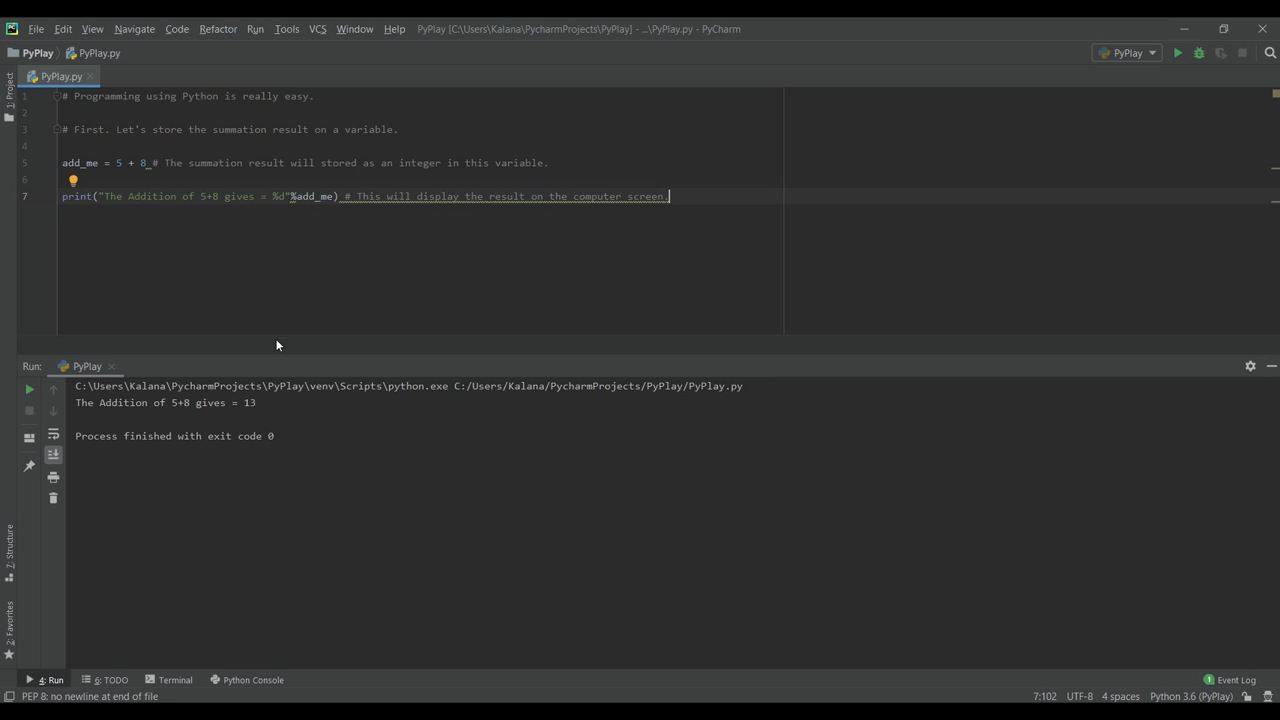 PC File Edit View Navigate Code Refactor Run Tools VCS Window Help PyPlay [C:\Users\Kalana\PycharmProjects\PyPlay] - ...\PyPlay.py - PyCharm
PyPlay PyPlay.py PyPlay
1: Project
PyPlay.py
1 # Programming using Python is really easy.
2
3 # First. Let's store the summation result on a variable.
4
5 add_me = 5 + 8 # The summation result will stored as an integer in this variable.
6
7 print("The Addition of 5+8 gives = %d"%add_me) # This will display the result on the computer screen.
Run: PyPlay
C:\Users\Kalana\PycharmProjects\PyPlay\venv\Scripts\python.exe C:/Users/Kalana/PycharmProjects/PyPlay/PyPlay.py
The Addition of 5+8 gives = 13
Process finished with exit code 0
7: Structure
2: Favorites
4: Run 6: TODO Terminal Python Console 1 Event Log
PEP 8: no newline at end of file 7:102 UTF-8 4 spaces Python 3.6 (PyPlay)